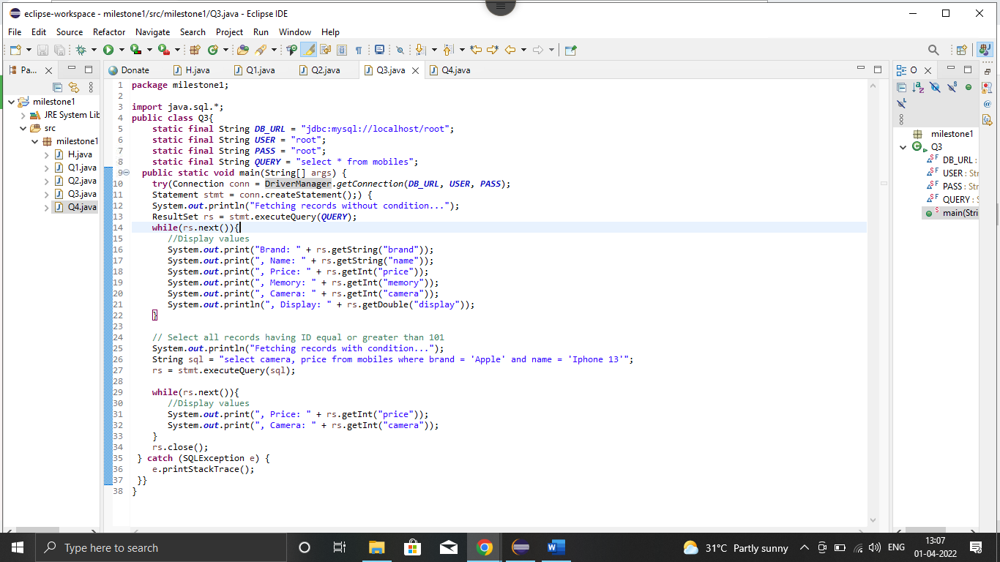 eclipse-workspace - milestone1/src/milestone1/Q3.java - Eclipse IDE
File Edit Source Refactor Navigate Search Project Run Window Help
Pa...
Donate
H.java
Q1.java
Q2.java
Q3.java
Q4.java
O
milestone1
JRE System Lib
src
milestone1
H.java
Q1.java
Q2.java
Q3.java
Q4.java
1 package milestone1;
2
3 import java.sql.*;
4 public class Q3{
5 static final String DB_URL = "jdbc:mysql://localhost/root";
6 static final String USER = "root";
7 static final String PASS = "root";
8 static final String QUERY = "select * from mobiles";
9 public static void main(String[] args) {
10 try(Connection conn = DriverManager.getConnection(DB_URL, USER, PASS);
11 Statement stmt = conn.createStatement();) {
12 System.out.println("Fetching records without condition...");
13 ResultSet rs = stmt.executeQuery(QUERY);
14 while(rs.next()){
15 //Display values
16 System.out.print("Brand: " + rs.getString("brand"));
17 System.out.print(", Name: " + rs.getString("name"));
18 System.out.print(", Price: " + rs.getInt("price"));
19 System.out.print(", Memory: " + rs.getInt("memory"));
20 System.out.print(", Camera: " + rs.getInt("camera"));
21 System.out.println(", Display: " + rs.getDouble("display"));
22 }
23
24 // Select all records having ID equal or greater than 101
25 System.out.println("Fetching records with condition...");
26 String sql = "select camera, price from mobiles where brand = 'Apple' and name = 'Iphone 13'";
27 rs = stmt.executeQuery(sql);
28
29 while(rs.next()){
30 //Display values
31 System.out.print(", Price: " + rs.getInt("price"));
32 System.out.print(", Camera: " + rs.getInt("camera"));
33 }
34 rs.close();
35 } catch (SQLException e) {
36 e.printStackTrace();
37 }}
38 }
milestone1
Q3
DB_URL :
USER : Str
PASS : Stri
QUERY : S
main(Stri
Type here to search
31°C Partly sunny
ENG
13:07
01-04-2022